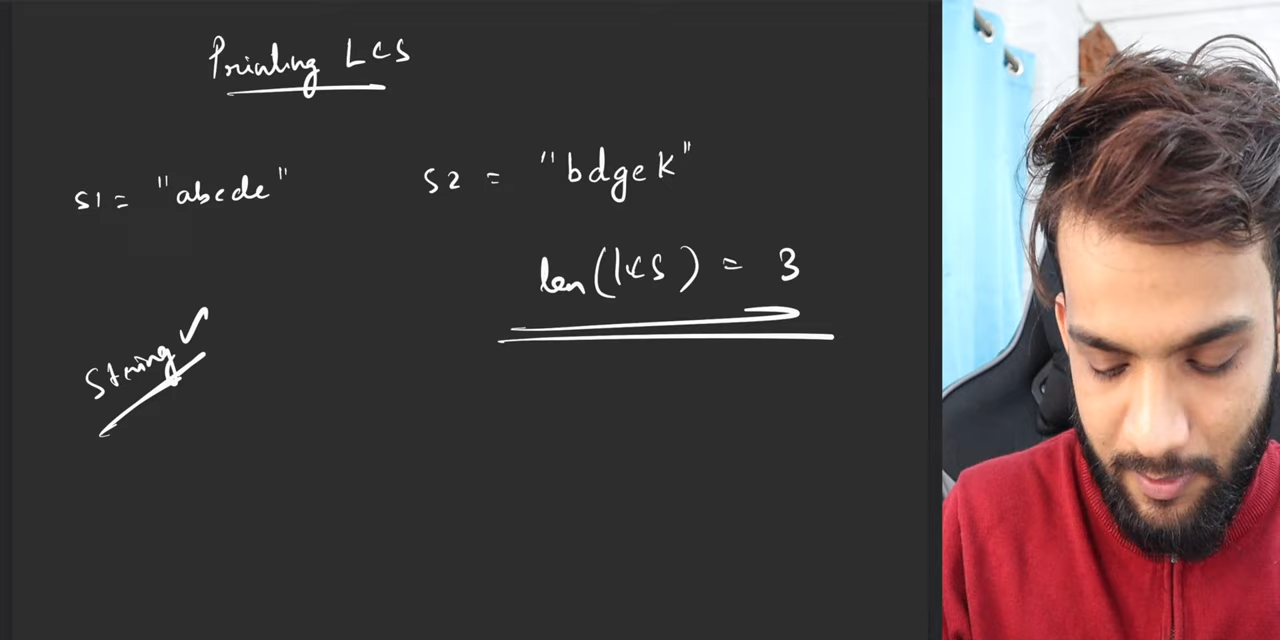 Printing LCS
S1 = "abcde"
S2 = "bdgek"
len(lcs) = 3
String ✓